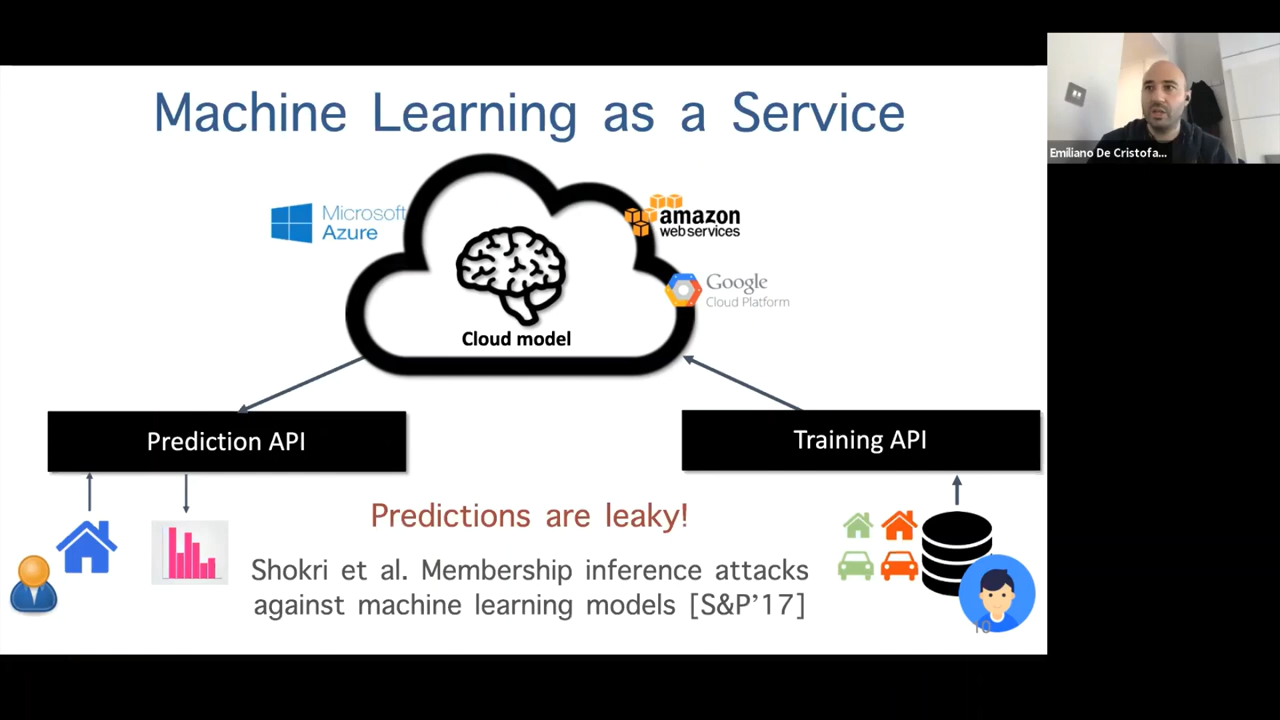 Machine Learning as a Service
Emiliano De Cristofa...
Microsoft
Azure
amazon
web services
Google
Cloud Platform
Cloud model
Prediction API
Training API
Predictions are leaky!
Shokri et al. Membership inference attacks
against machine learning models [S&P’17]
10